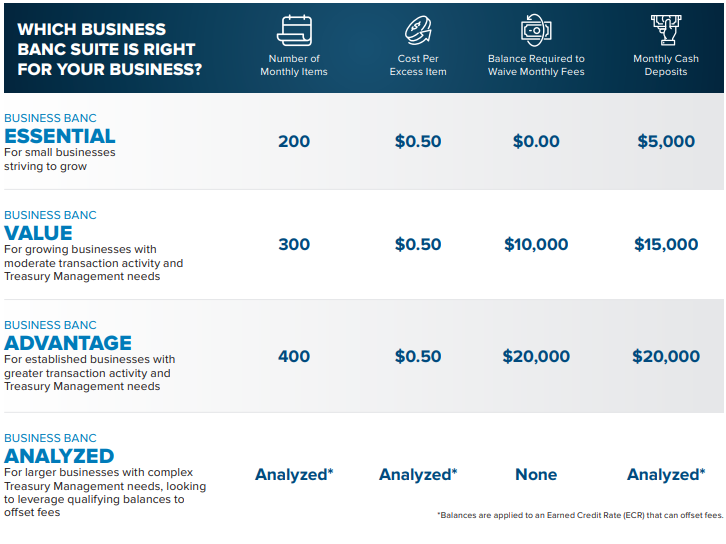 WHICH BUSINESS
BANC SUITE IS RIGHT
FOR YOUR BUSINESS?
Number of
Monthly Items
Cost Per
Excess Item
Balance Required to
Waive Monthly Fees
Monthly Cash
Deposits
BUSINESS BANC
ESSENTIAL
For small businesses
striving to grow
200
$0.50
$0.00
$5,000
BUSINESS BANC
VALUE
For growing businesses with
moderate transaction activity and
Treasury Management needs
300
$0.50
$10,000
$15,000
BUSINESS BANC
ADVANTAGE
For established businesses with
greater transaction activity and
Treasury Management needs
400
$0.50
$20,000
$20,000
BUSINESS BANC
ANALYZED
For larger businesses with complex
Treasury Management needs, looking
to leverage qualifying balances to
offset fees
Analyzed*
Analyzed*
None
Analyzed*
*Balances are applied to an Earned Credit Rate (ECR) that can offset fees.